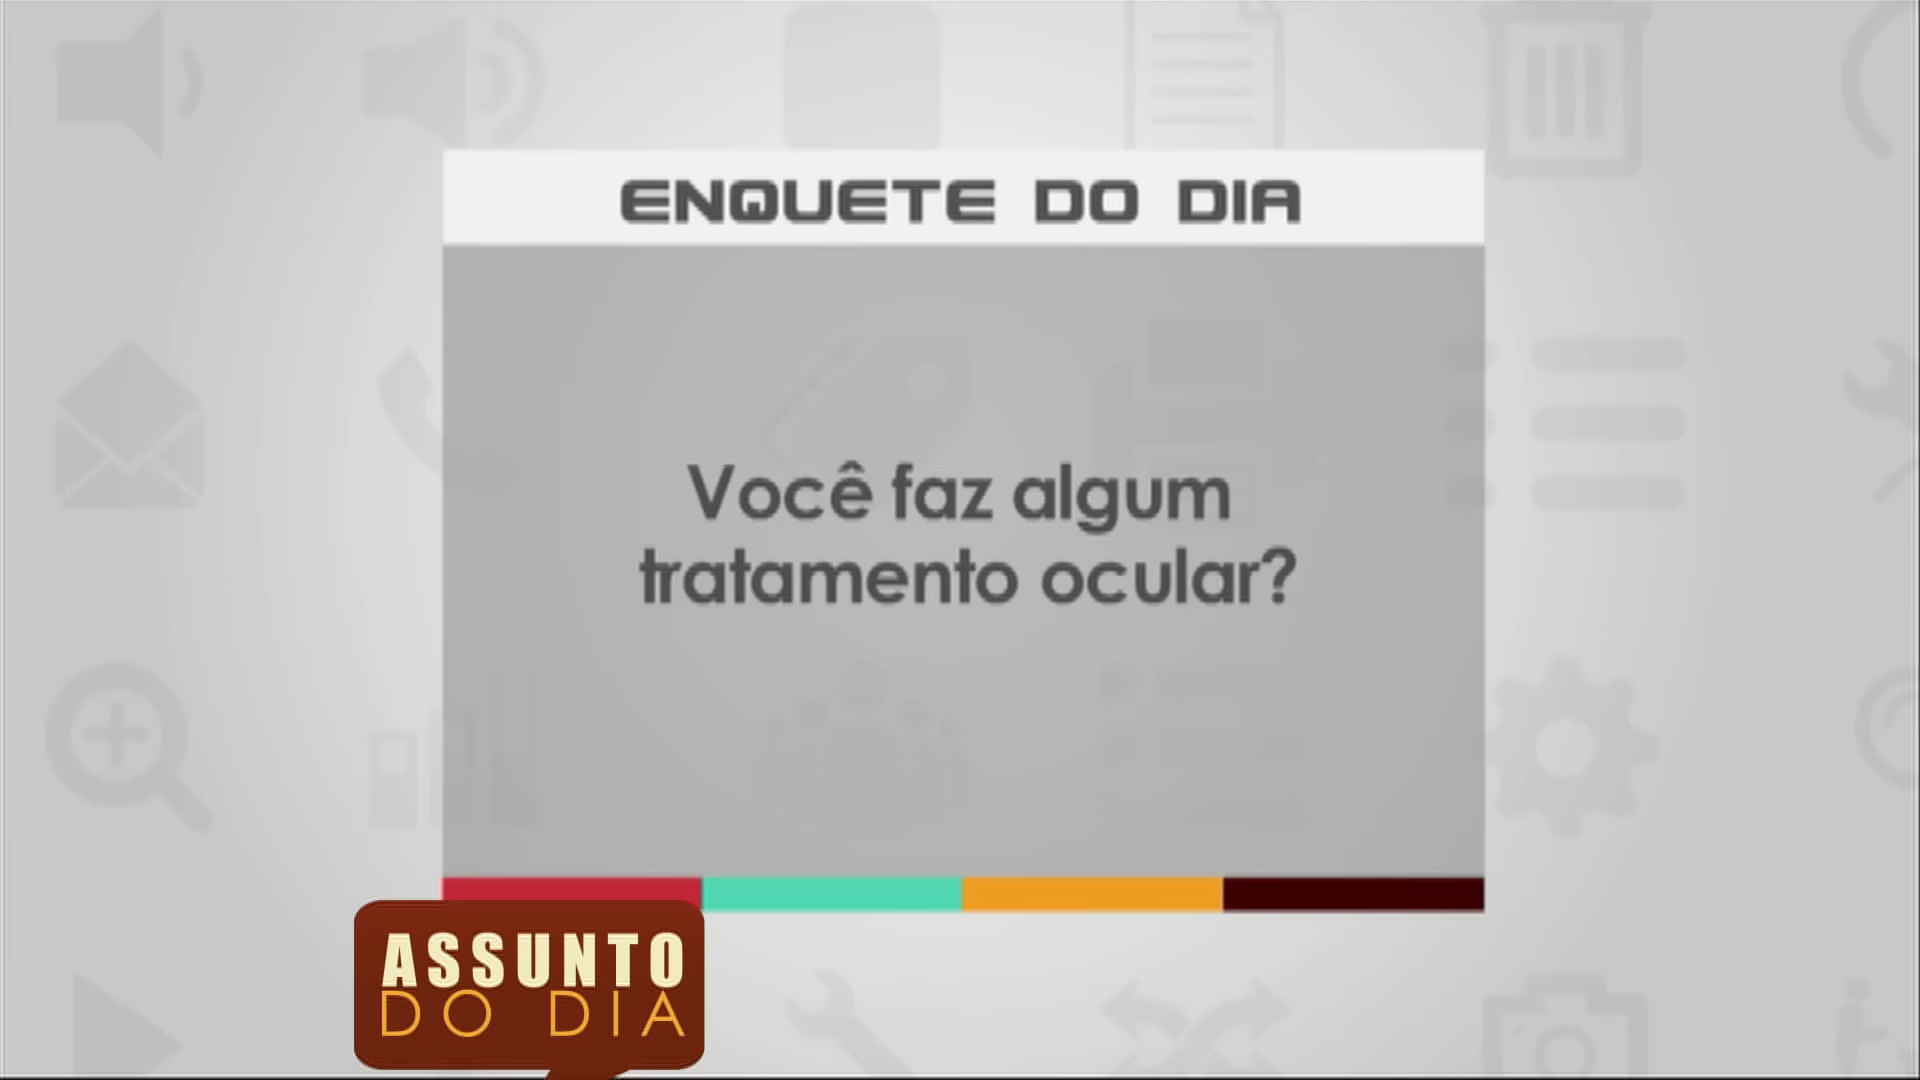 ENQUETE DO DIA
Você faz algum
tratamento ocular?
ASSUNTO
DO DIA